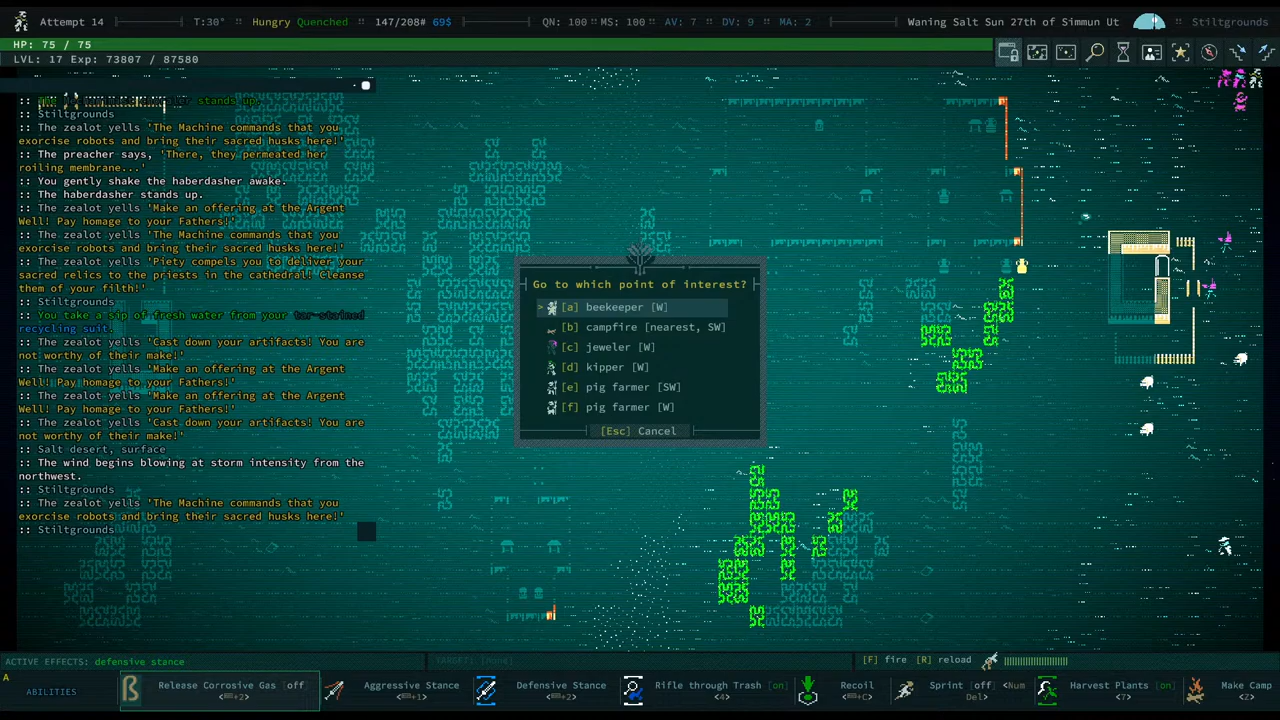 Attempt 14 T:30° :: Hungry Quenched :: 147/208# 69$ QN: 100 :: MS: 100 :: AV: 7 :: DV: 9 :: MA: 2 Waning Salt Sun 27th of Simmun Ut :: Stiltgrounds
HP: 75 / 75
LVL: 17 Exp: 73807 / 87580
stands up.
:: Stiltgrounds
:: The zealot yells 'The Machine commands that you
exorcise robots and bring their sacred husks here!'
:: The preacher says, 'There, they permeated her
roiling membrane...'
:: You gently shake the haberdasher awake.
:: The haberdasher stands up.
:: The zealot yells 'Make an offering at the Argent
Well! Pay homage to your Fathers!'
:: The zealot yells 'The Machine commands that you
exorcise robots and bring their sacred husks here!'
:: The zealot yells 'Piety compels you to deliver your
sacred relics to the priests in the cathedral! Cleanse
them of your filth!'
:: Stiltgrounds
:: You take a sip of fresh water from your tar-stained
recycling suit.
:: The zealot yells 'Cast down your artifacts! You are
not worthy of their make!'
:: The zealot yells 'Make an offering at the Argent
Well! Pay homage to your Fathers!'
:: The zealot yells 'Make an offering at the Argent
Well! Pay homage to your Fathers!'
:: The zealot yells 'Cast down your artifacts! You are
not worthy of their make!'
:: Salt desert, surface
:: The wind begins blowing at storm intensity from the
northwest.
:: Stiltgrounds
:: The zealot yells 'The Machine commands that you
exorcise robots and bring their sacred husks here!'
:: Stiltgrounds
Go to which point of interest?
> [a] beekeeper [W]
[b] campfire [nearest, SW]
[c] jeweler [W]
[d] kipper [W]
[e] pig farmer [SW]
[f] pig farmer [W]
[Esc] Cancel
ACTIVE EFFECTS: defensive stance TARGET: [None] [F] fire [R] reload
A
ABILITIES
Release Corrosive Gas [off]
Aggressive Stance
Defensive Stance
Rifle through Trash [on]
<4>
Recoil
Sprint [off] <Num
Del>
Harvest Plants [on]
<7>
Make Camp
<Z>